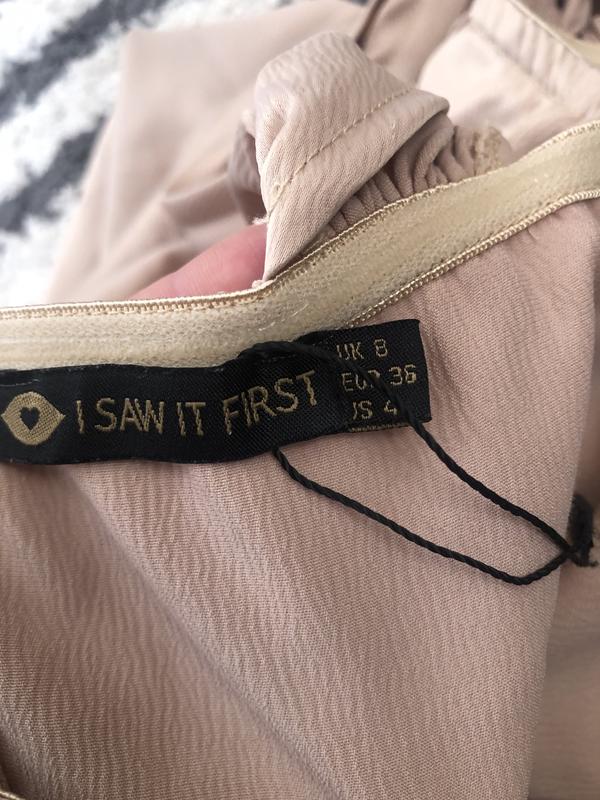 I SAW IT FIRST
UK 8
EUR 36
US 4